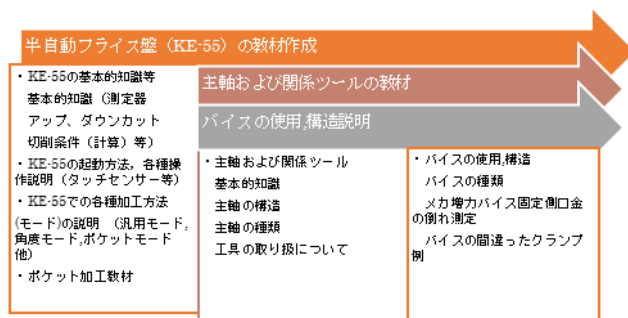 半自動フライス盤（KE-55）の教材作成
主軸および関係ツールの教材
バイスの使用,構造説明
・KE-55の基本的知識等
基本的知識（測定器
アップ、ダウンカット
切削条件（計算）等）
・KE-55の起動方法，各種操
作説明（タッチセンサー等）
・KE-55での各種加工方法
(モード)の説明　（汎用モード,
角度モード,ポケットモード
他）
・ポケット加工教材
・主軸および関係ツール
基本的知識
主軸の構造
主軸の種類
工具の取り扱について
・バイスの使用,構造
バイスの種類
メカ増力バイス固定側口金
の倒れ測定
バイスの間違ったクランプ
例